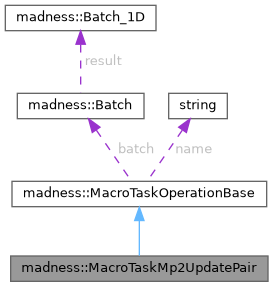 madness::Batch_1D
result
madness::Batch
string
batch
name
madness::MacroTaskOperationBase
madness::MacroTaskMp2UpdatePair